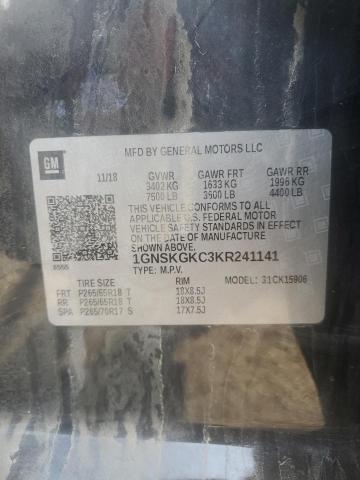 GM
MFD BY GENERAL MOTORS LLC
11/18 GVWR GAWR FRT GAWR RR
3402 KG 1633 KG 1996 KG
7500 LB 3600 LB 4400 LB
THIS VEHICLE CONFORMS TO ALL APPLICABLE U.S. FEDERAL MOTOR
VEHICLE SAFETY STANDARDS IN EFFECT
ON THE DATE OF MANUFACTURE SHOWN ABOVE.
1GNSKGKC3KR241141
TYPE: M.P.V. MODEL: 31CK15906
TIRE SIZE RIM
FRT P265/65R18 T 18X8.5J
RR P265/65R18 T 18X8.5J
SPA P265/70R17 S 17X7.5J